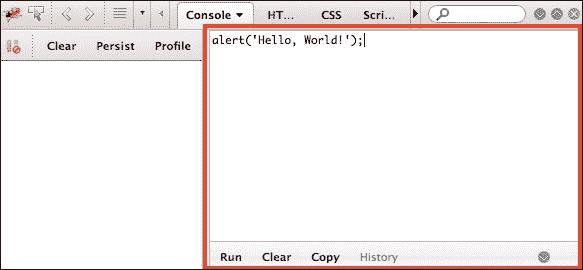 Console ▾ HT... CSS Scri...
Clear Persist Profile
alert('Hello, World!');
Run Clear Copy History